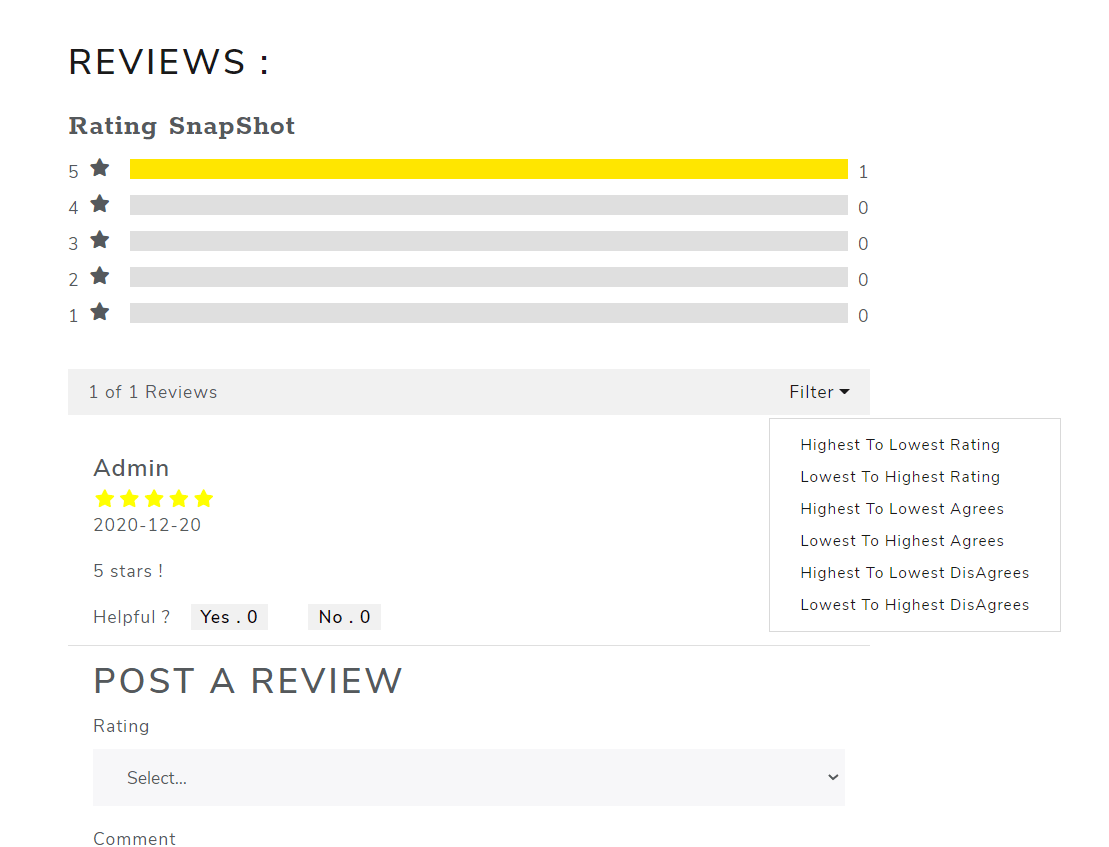 REVIEWS :
Rating SnapShot
5 1
4 0
3 0
2 0
1 0
1 of 1 Reviews Filter
Highest To Lowest Rating
Lowest To Highest Rating
Highest To Lowest Agrees
Lowest To Highest Agrees
Highest To Lowest DisAgrees
Lowest To Highest DisAgrees
Admin
2020-12-20
5 stars !
Helpful ? Yes . 0 No . 0
POST A REVIEW
Rating
Select...
Comment